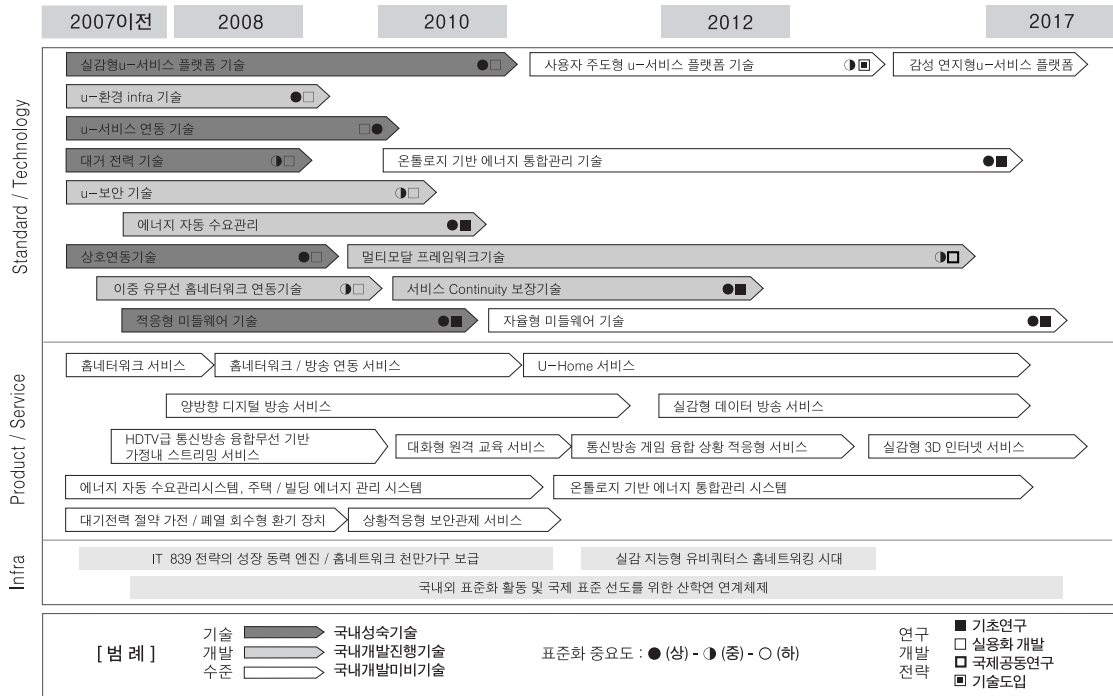 2007이전 2008 2010 2012 2017
Standard / Technology
실감형u-서비스 플랫폼 기술 ●□ 사용자 주도형 u-서비스 플랫폼 기술 ◑▣ 감성 연지형u-서비스 플랫폼
u-환경 infra 기술 ●□
u-서비스 연동 기술 □●
대거 전력 기술 ◑□ 온톨로지 기반 에너지 통합관리 기술 ●■
u-보안 기술 ◑□
에너지 자동 수요관리 ●■
상호연동기술 ●□ 멀티모달 프레임워크기술 ◑□
이중 유무선 홈네터워크 연동기술 ◑□ 서비스 Continuity 보장기술 ●■
적응형 미들웨어 기술 ●■ 자율형 미들웨어 기술 ●■
Product / Service
홈네터워크 서비스 홈네터워크 / 방송 연동 서비스 U-Home 서비스
양방향 디지털 방송 서비스 실감형 데이터 방송 서비스
HDTV급 통신방송 융합무선 기반
가정내 스트리밍 서비스
대화형 원격 교육 서비스 통신방송 게임 융합 상황 적응형 서비스 실감형 3D 인터넷 서비스
에너지 자동 수요관리시스템, 주택 / 빌딩 에너지 관리 시스템 온톨로지 기반 에너지 통합관리 시스템
대기전력 절약 가전 / 폐열 회수형 환기 장치 상황적응형 보안관제 서비스
Infra
IT 839 전략의 성장 동력 엔진 / 홈네트워크 천만가구 보급 실감 지능형 유비쿼터스 홈네트워킹 시대
국내외 표준화 활동 및 국제 표준 선도를 위한 산학연 연계체제
[ 범 례 ]
기술
개발
수준
국내성숙기술
국내개발진행기술
국내개발미비기술
표준화 중요도 : ● (상) - ◑ (중) - ○ (하)
연구
개발
전략
■ 기초연구
□ 실용화 개발
□ 국제공동연구
▣ 기술도입